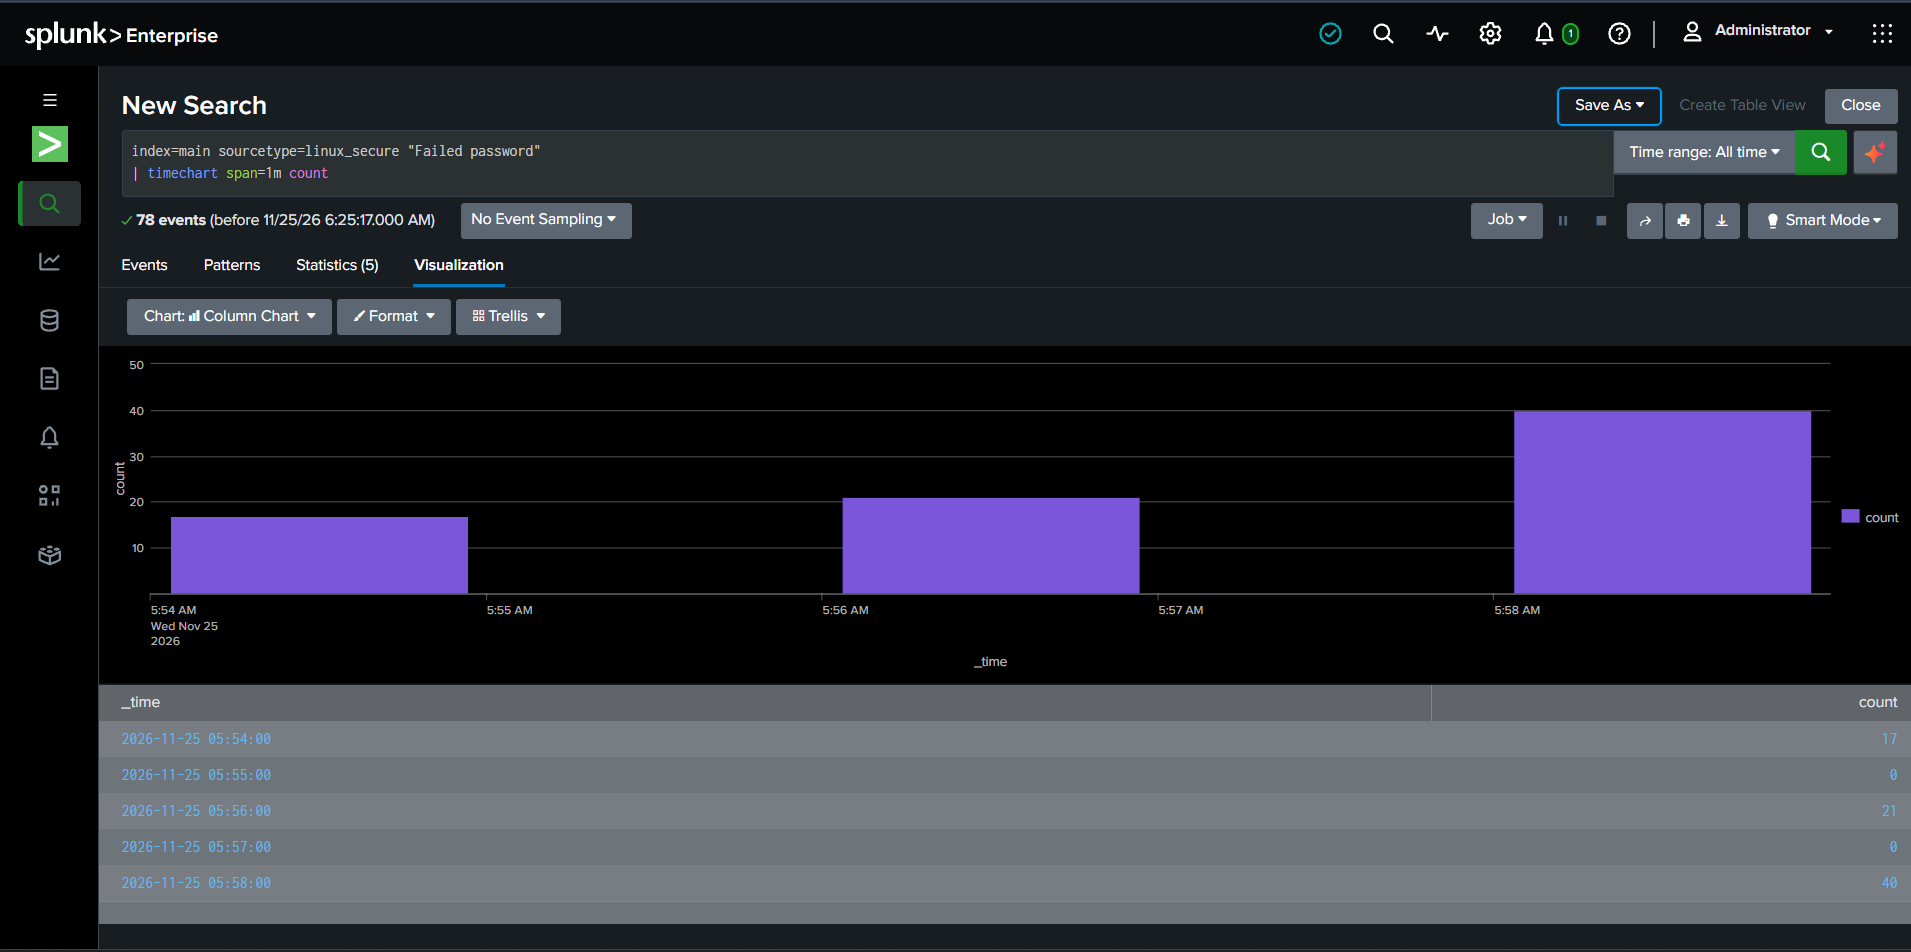 splunk> Enterprise
1
Administrator
New Search
Save As
Create Table View
Close
index=main sourcetype=linux_secure "Failed password"
| timechart span=1m count
Time range: All time
78 events (before 11/25/26 6:25:17.000 AM)
No Event Sampling
Job
Smart Mode
Events
Patterns
Statistics (5)
Visualization
Chart: Column Chart
Format
Trellis
50
40
30
20
10
count
5:54 AM
Wed Nov 25
2026
5:55 AM
5:56 AM
5:57 AM
5:58 AM
_time
count
_time count
2026-11-25 05:54:00 17
2026-11-25 05:55:00 0
2026-11-25 05:56:00 21
2026-11-25 05:57:00 0
2026-11-25 05:58:00 40